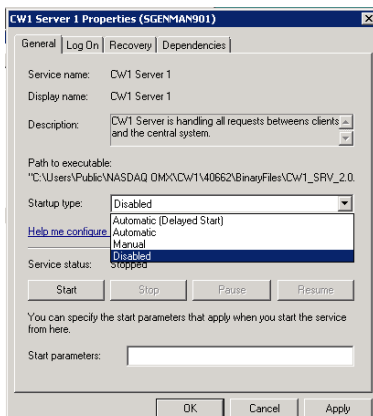 CW1 Server 1 Properties (SGENMAN901)
General Log On Recovery Dependencies
Service name: CW1 Server 1
Display name: CW1 Server 1
Description: CW1 Server is handling all requests betweens clients
and the central system.
Path to executable:
"C:\Users\Public\NASDAQ OMX\CW1\40662\BinaryFiles\CW1_SRV_2.0.
Startup type: Disabled
Automatic (Delayed Start)
Help me configure Automatic
Manual
Disabled
Service status: Stopped
Start Stop Pause Resume
You can specify the start parameters that apply when you start the service
from here.
Start parameters:
OK Cancel Apply